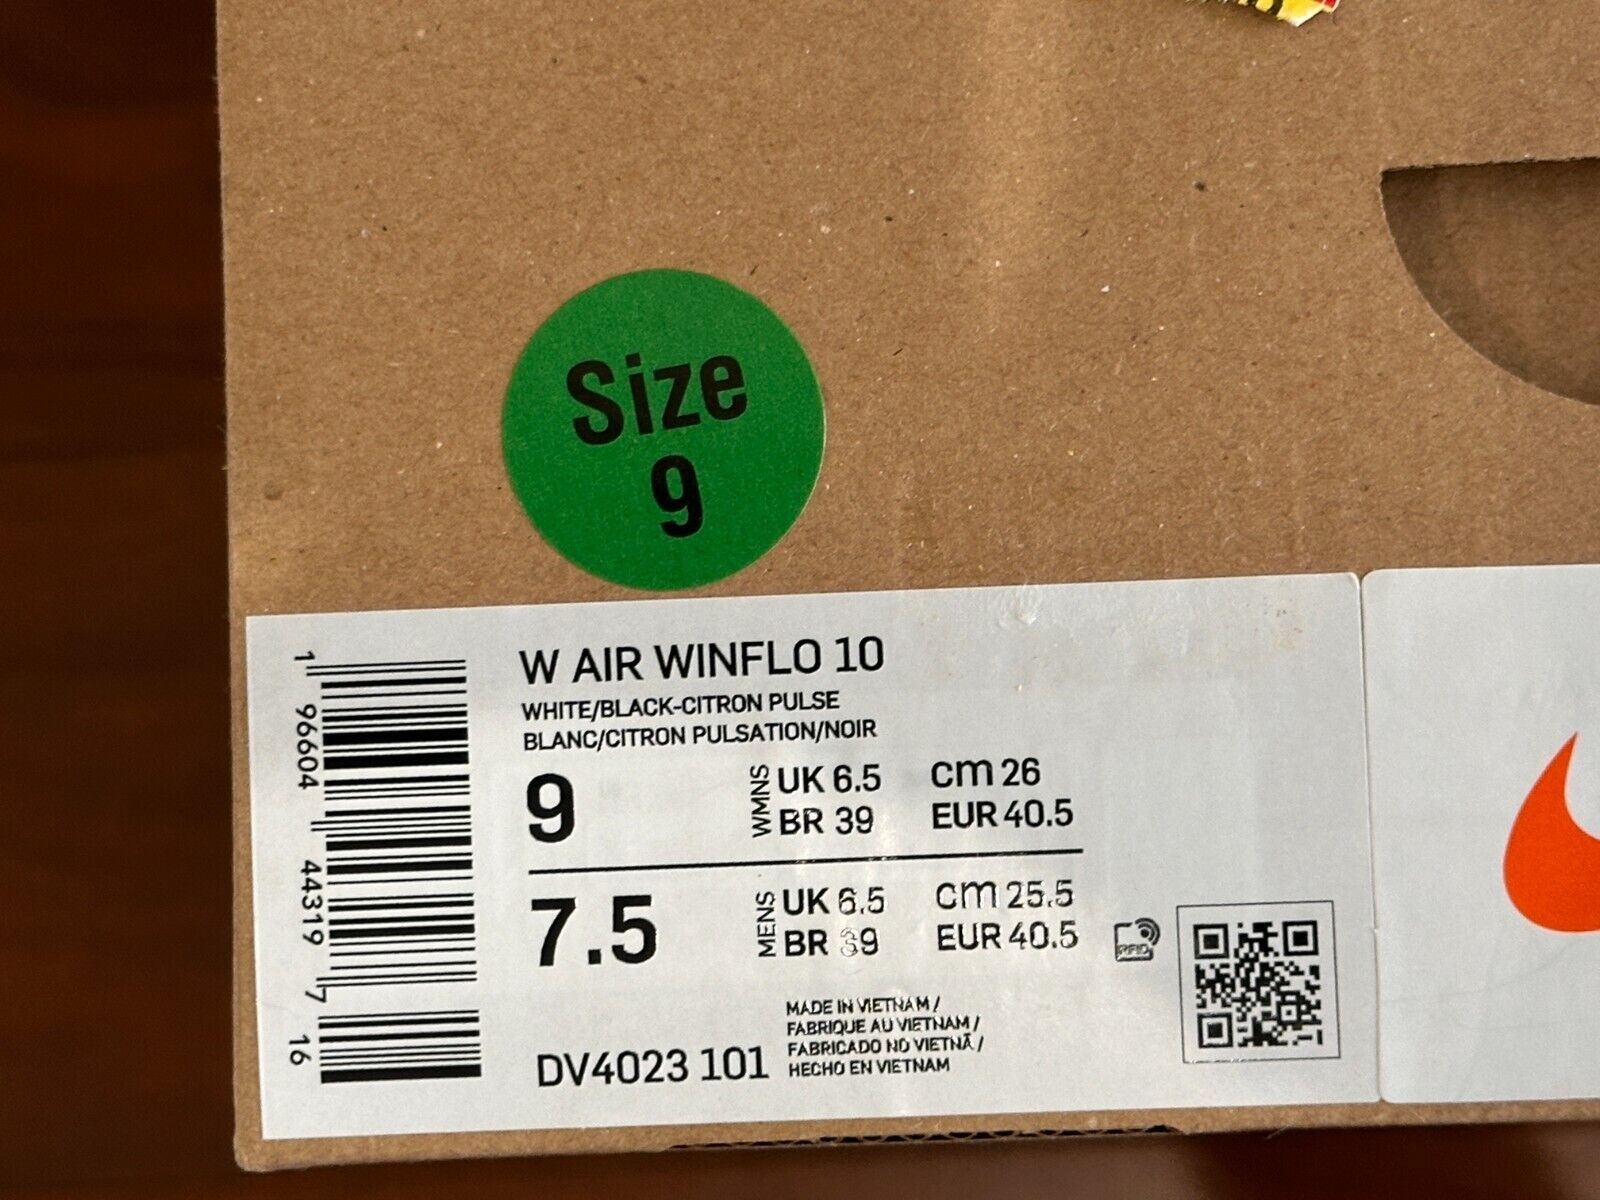 Size
9
W AIR WINFLO 10
WHITE/BLACK-CITRON PULSE
BLANC/CITRON PULSATION/NOIR
9
WMNS
UK 6.5
cm 26
BR 39
EUR 40.5
7.5
MENS
UK 6.5
cm 25.5
BR 39
EUR 40.5
RFID
MADE IN VIETNAM /
FABRIQUE AU VIETNAM /
FABRICADO NO VIETNÃ /
HECHO EN VIETNAM
DV4023 101
1 96604 44319 7 16